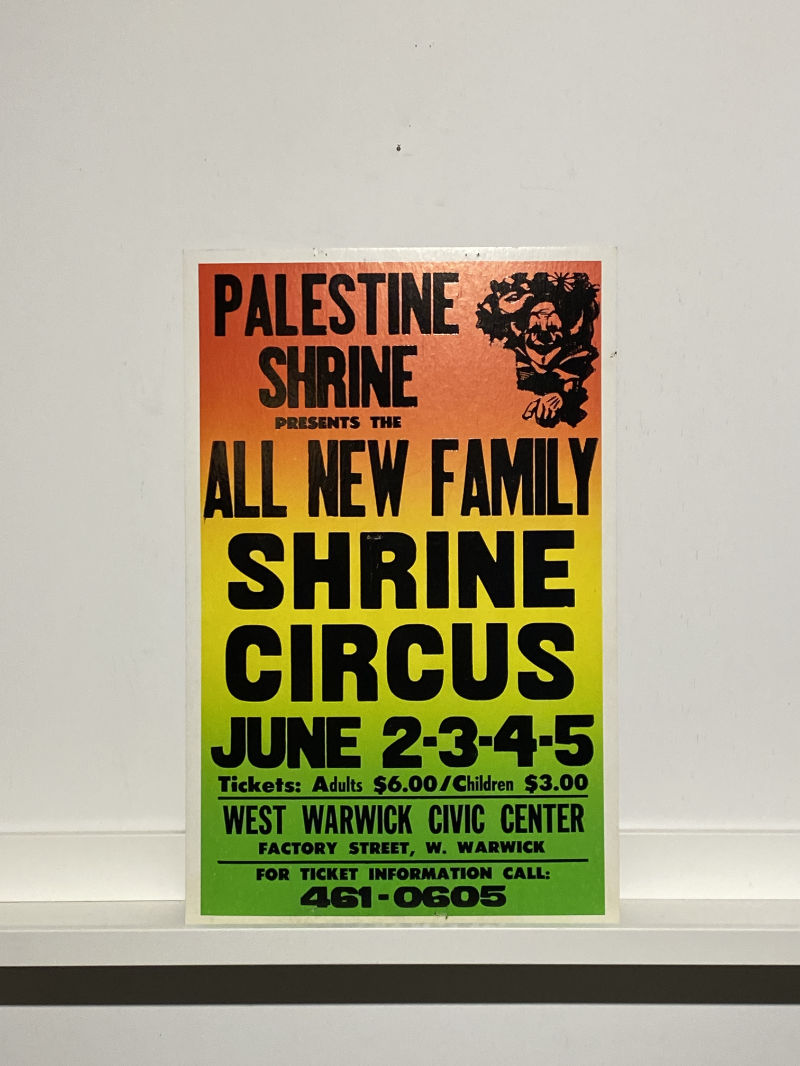 PALESTINE
SHRINE
PRESENTS THE
ALL NEW FAMILY
SHRINE
CIRCUS
JUNE 2-3-4-5
Tickets: Adults $6.00/Children $3.00
WEST WARWICK CIVIC CENTER
FACTORY STREET, W. WARWICK
FOR TICKET INFORMATION CALL:
461-0605